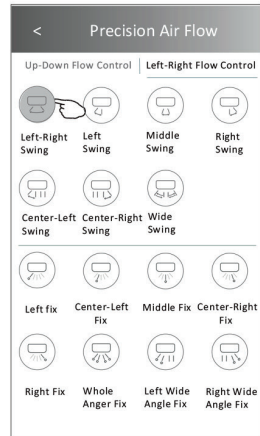 < Precision Air Flow
Up-Down Flow Control | Left-Right Flow Control
Left-Right Swing
Left Swing
Middle Swing
Right Swing
Center-Left Swing
Center-Right Swing
Wide Swing
Left fix
Center-Left Fix
Middle Fix
Center-Right Fix
Right Fix
Whole Anger Fix
Left Wide Angle Fix
Right Wide Angle Fix